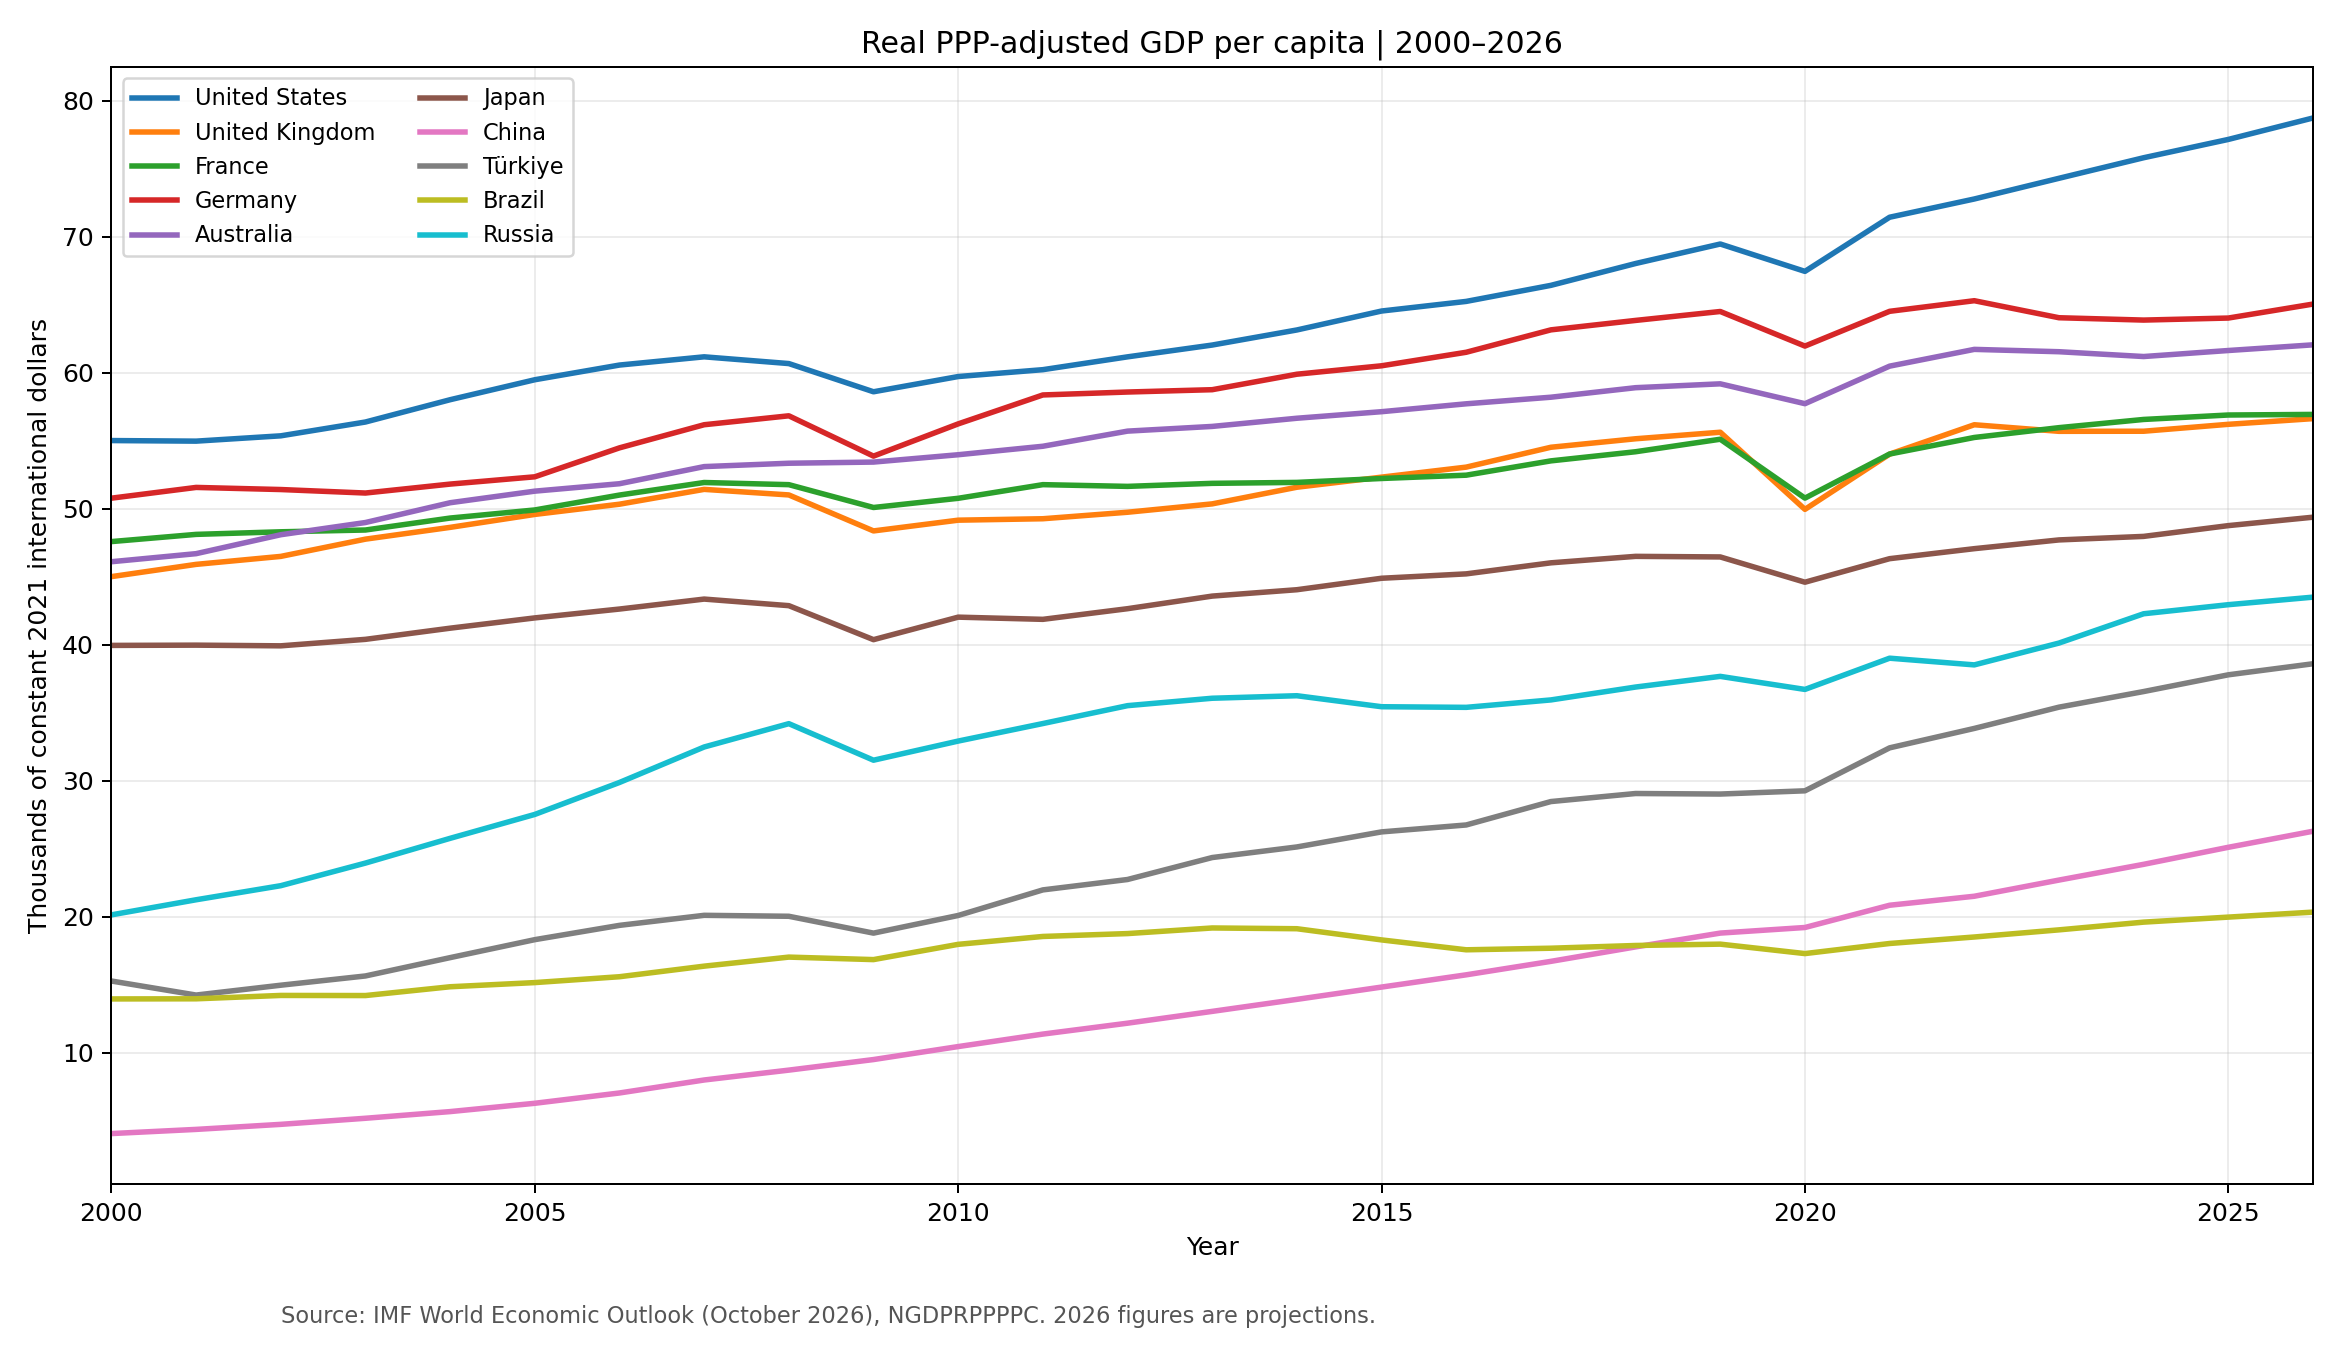 Real PPP-adjusted GDP per capita | 2000–2026
United States
United Kingdom
France
Germany
Australia
Japan
China
Türkiye
Brazil
Russia
Thousands of constant 2021 international dollars
80
70
60
50
40
30
20
10
2000
2005
2010
2015
2020
2025
Year
Source: IMF World Economic Outlook (October 2026), NGDPRPPPPC. 2026 figures are projections.